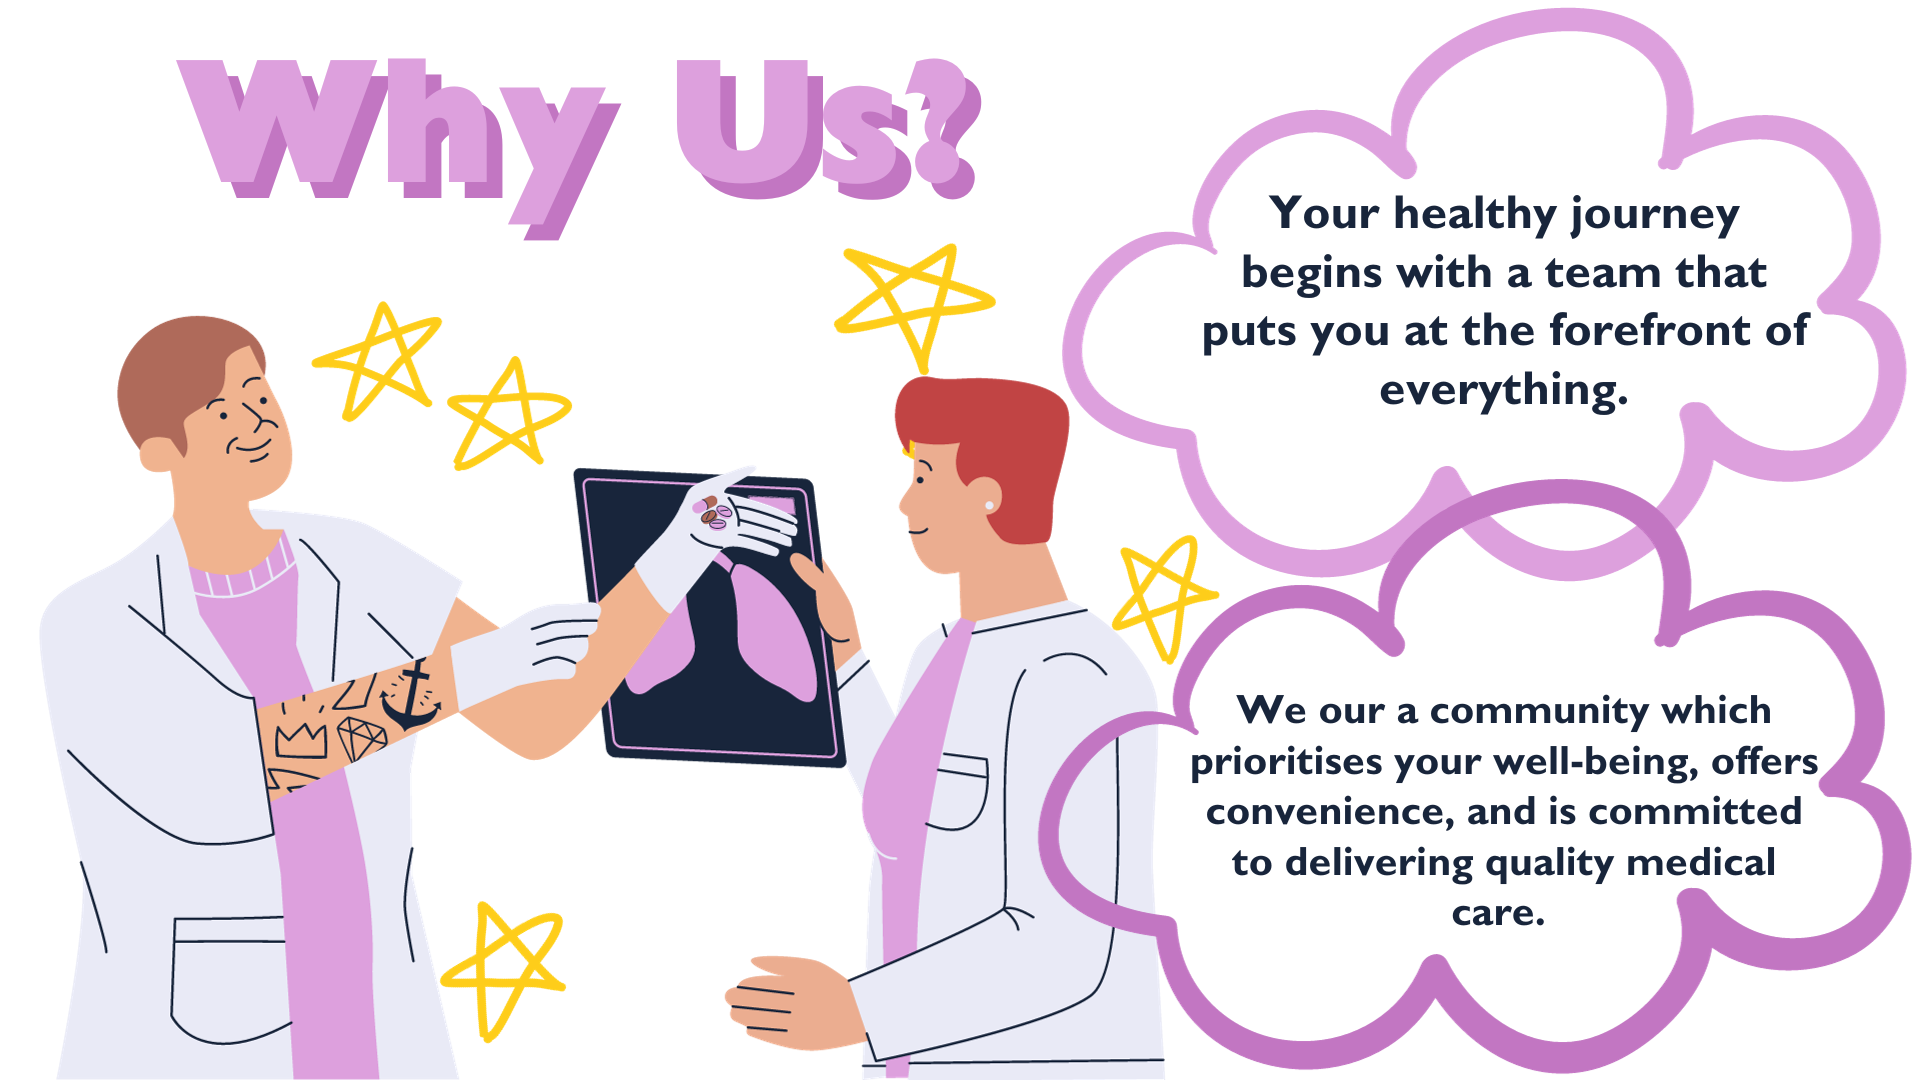 Why Us?
Your healthy journey
begins with a team that
puts you at the forefront of
everything.
We our a community which
prioritises your well-being, offers
convenience, and is committed
to delivering quality medical
care.